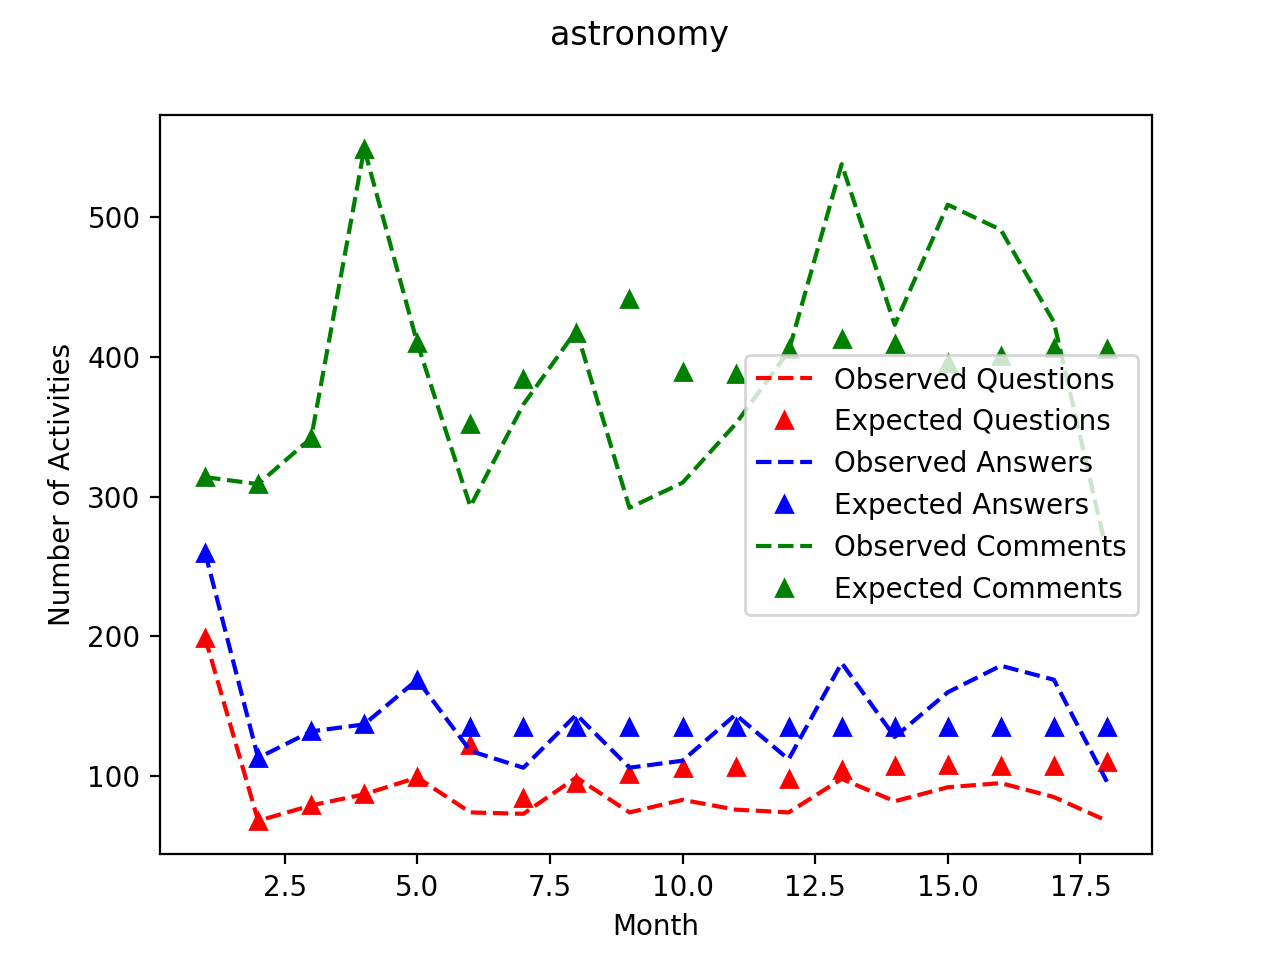 astronomy
500
400
300
200
100
Number of Activities
Observed Questions
Expected Questions
Observed Answers
Expected Answers
Observed Comments
Expected Comments
2.5 5.0 7.5 10.0 12.5 15.0 17.5
Month